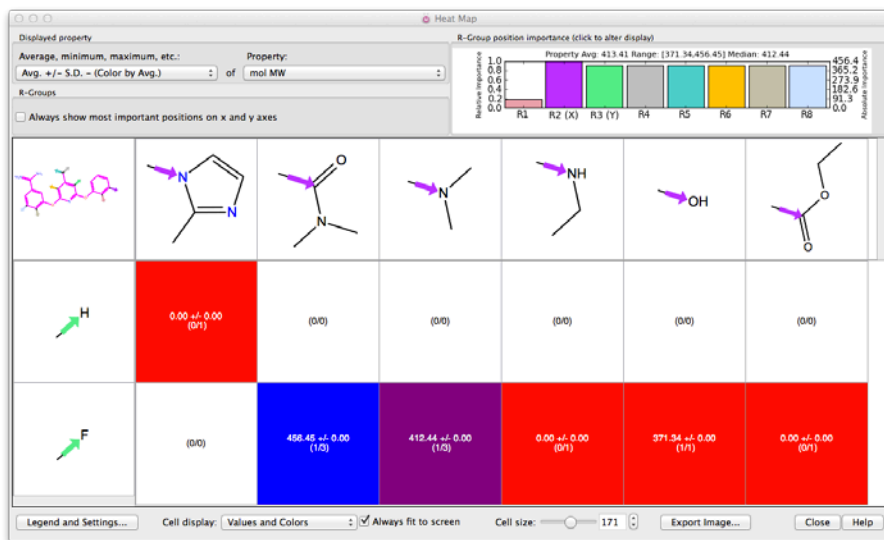 Heat Map
Displayed property
Average, minimum, maximum, etc.: Property:
Avg. +/- S.D. - (Color by Avg.) of mol MW
R-Groups
Always show most important positions on x and y axes
R-Group position importance (click to alter display)
Property Avg: 413.41 Range: [371.34,456.45] Median: 412.44
Relative Importance
1.0
0.8
0.6
0.4
0.2
0.0
R1 R2 (X) R3 (Y) R4 R5 R6 R7 R8
456.4
365.2
273.9
182.6
91.3
0.0
Absolute Importance
N N
O N
N
NH
OH
O O
H
0.00 +/- 0.00
(0/1)
(0/0) (0/0) (0/0) (0/0) (0/0)
F
(0/0)
456.45 +/- 0.00
(1/3)
412.44 +/- 0.00
(1/3)
0.00 +/- 0.00
(0/1)
371.34 +/- 0.00
(1/1)
0.00 +/- 0.00
(0/1)
Legend and Settings... Cell display: Values and Colors Always fit to screen Cell size: 171 Export Image... Close Help